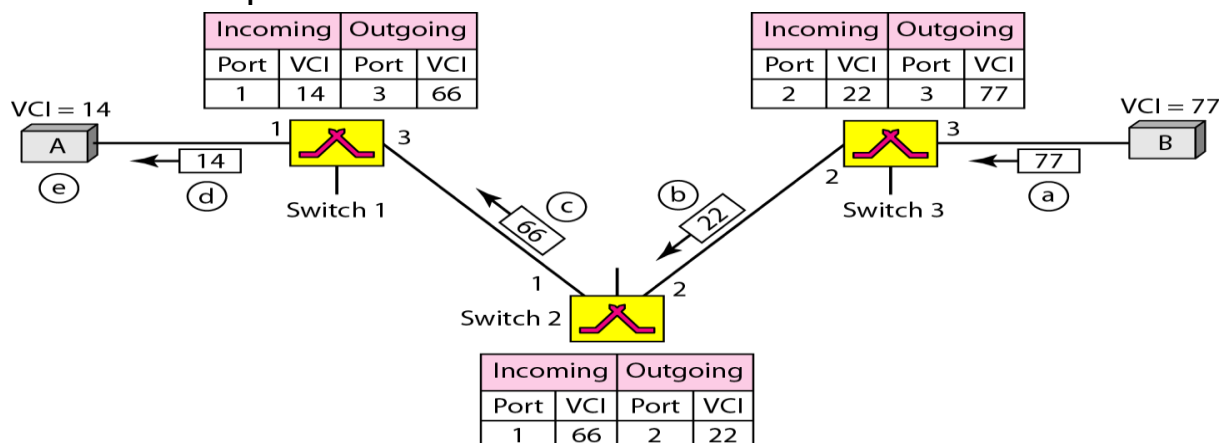 Incoming Outgoing
Port VCI Port VCI
1 14 3 66
Incoming Outgoing
Port VCI Port VCI
2 22 3 77
VCI = 14
A
e
14
d
1
3
Switch 1
66
c
1
Switch 2
2
22
b
2
3
Switch 3
77
a
VCI = 77
B
Incoming Outgoing
Port VCI Port VCI
1 66 2 22